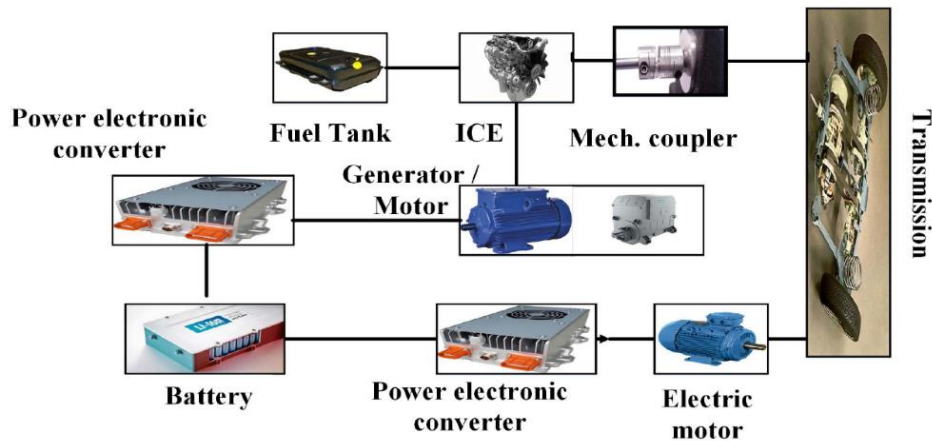 Power electronic
converter
Fuel Tank
ICE
Mech. coupler
Generator /
Motor
Transmission
Battery
Power electronic
converter
Electric
motor